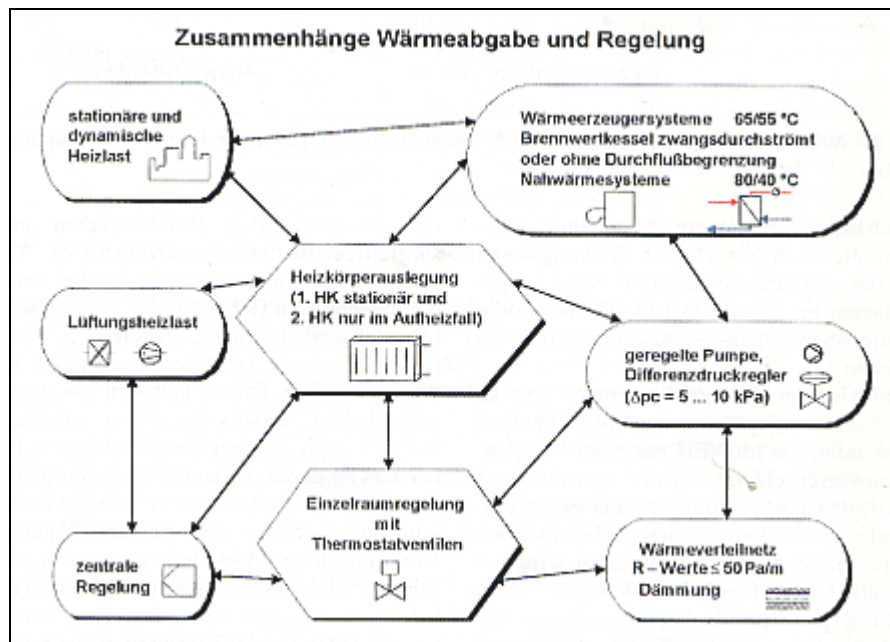 Zusammenhänge Wärmeabgabe und Regelung
stationäre und
dynamische
Heizlast
Wärmeerzeugersysteme 65/55 °C
Brennwertkessel zwangsdurchströmt
oder ohne Durchflußbegrenzung
Nahwärmesysteme 80/40 °C
Heizkörperauslegung
(1. HK stationär und
2. HK nur im Aufheizfall)
Lüftungsheizlast
geregelte Pumpe,
Differenzdruckregler
(Δpc = 5 ... 10 kPa)
Einzelraumregelung
mit
Thermostatventilen
zentrale
Regelung
Wärmeverteilnetz
R – Werte ≤ 50 Pa/m
Dämmung